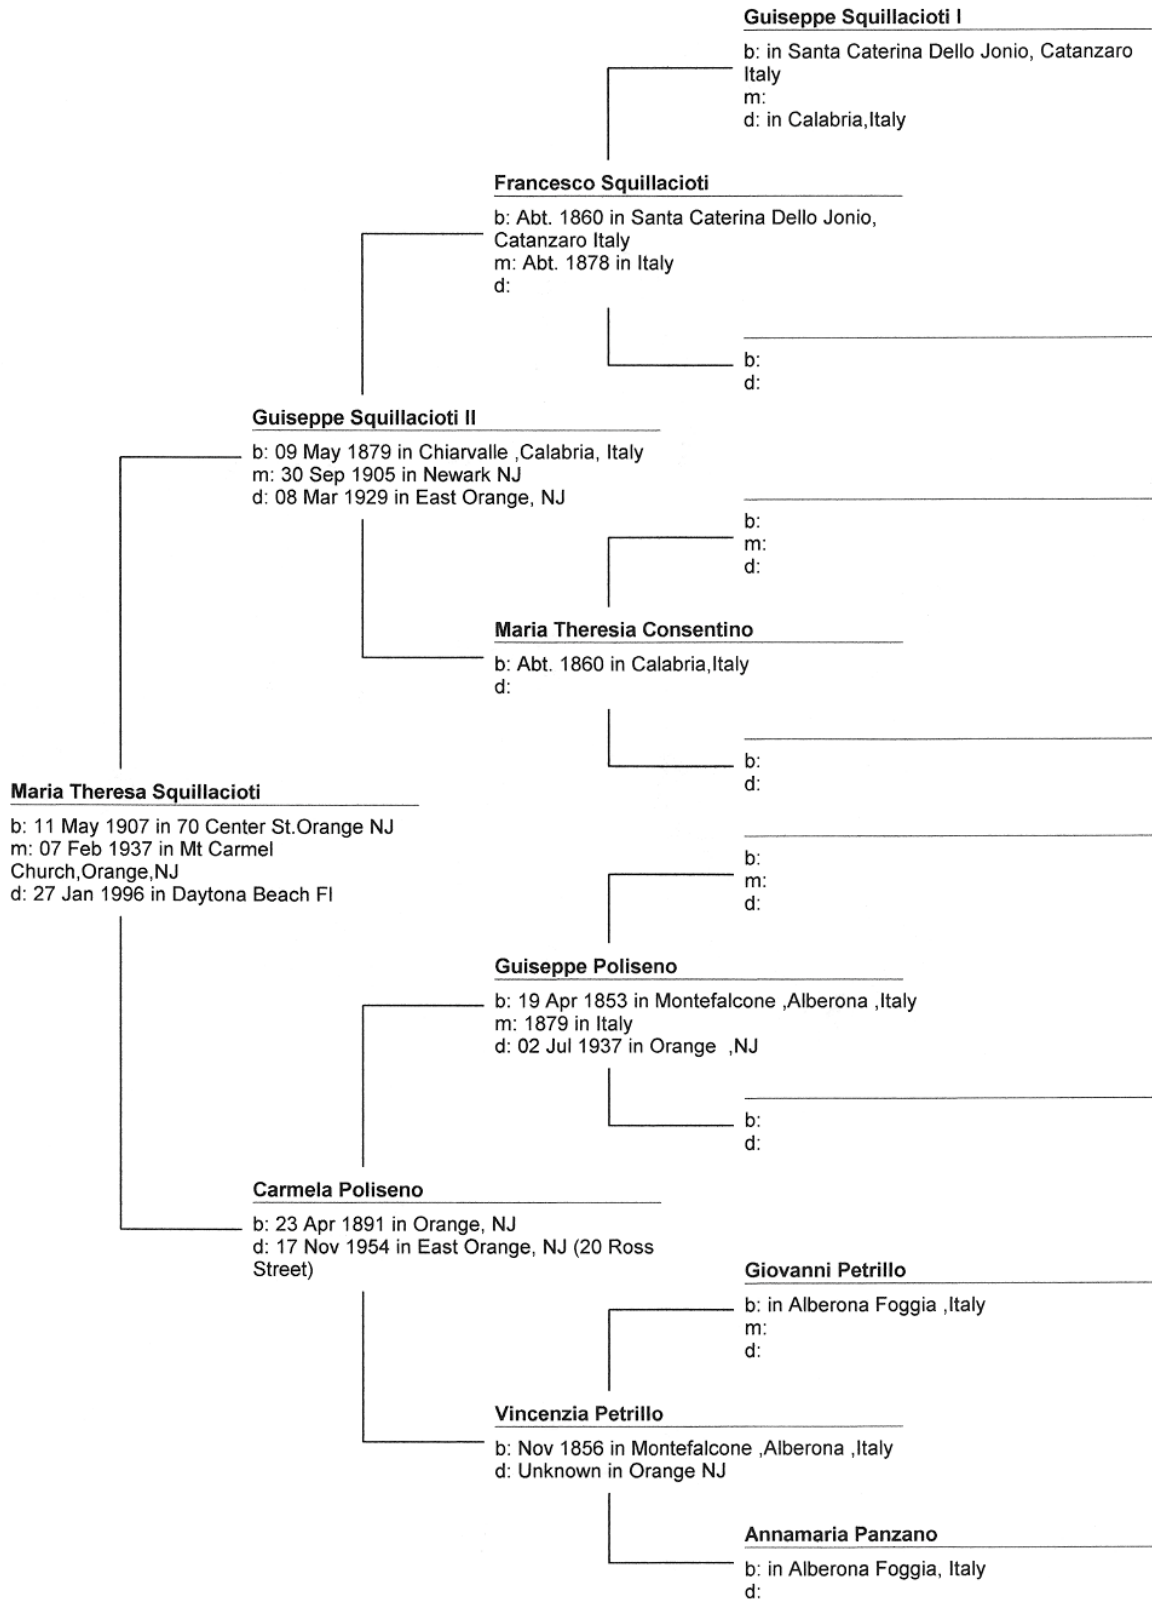 Guiseppe Squillacioti I
b: in Santa Caterina Dello Jonio, Catanzaro
Italy
m:
d: in Calabria,Italy
Francesco Squillacioti
b: Abt. 1860 in Santa Caterina Dello Jonio,
Catanzaro Italy
m: Abt. 1878 in Italy
d:
b:
d:
Guiseppe Squillacioti II
b: 09 May 1879 in Chiarvalle ,Calabria, Italy
m: 30 Sep 1905 in Newark NJ
d: 08 Mar 1929 in East Orange, NJ
b:
m:
d:
Maria Theresia Consentino
b: Abt. 1860 in Calabria,Italy
d:
b:
d:
Maria Theresa Squillacioti
b: 11 May 1907 in 70 Center St.Orange NJ
m: 07 Feb 1937 in Mt Carmel
Church,Orange,NJ
d: 27 Jan 1996 in Daytona Beach Fl
b:
m:
d:
Guiseppe Poliseno
b: 19 Apr 1853 in Montefalcone ,Alberona ,Italy
m: 1879 in Italy
d: 02 Jul 1937 in Orange ,NJ
b:
d:
Carmela Poliseno
b: 23 Apr 1891 in Orange, NJ
d: 17 Nov 1954 in East Orange, NJ (20 Ross
Street)
Giovanni Petrillo
b: in Alberona Foggia ,Italy
m:
d:
Vincenzia Petrillo
b: Nov 1856 in Montefalcone ,Alberona ,Italy
d: Unknown in Orange NJ
Annamaria Panzano
b: in Alberona Foggia, Italy
d: